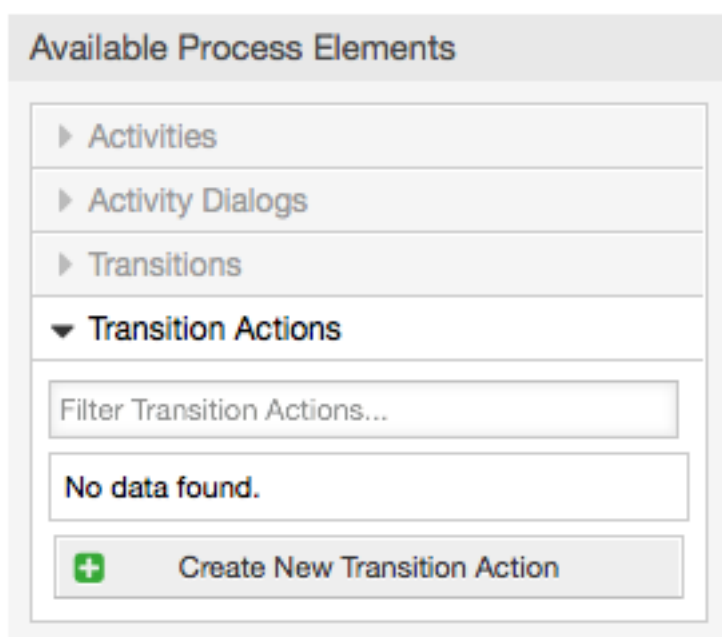 Available Process Elements
Activities
Activity Dialogs
Transitions
Transition Actions
Filter Transition Actions...
No data found.
Create New Transition Action